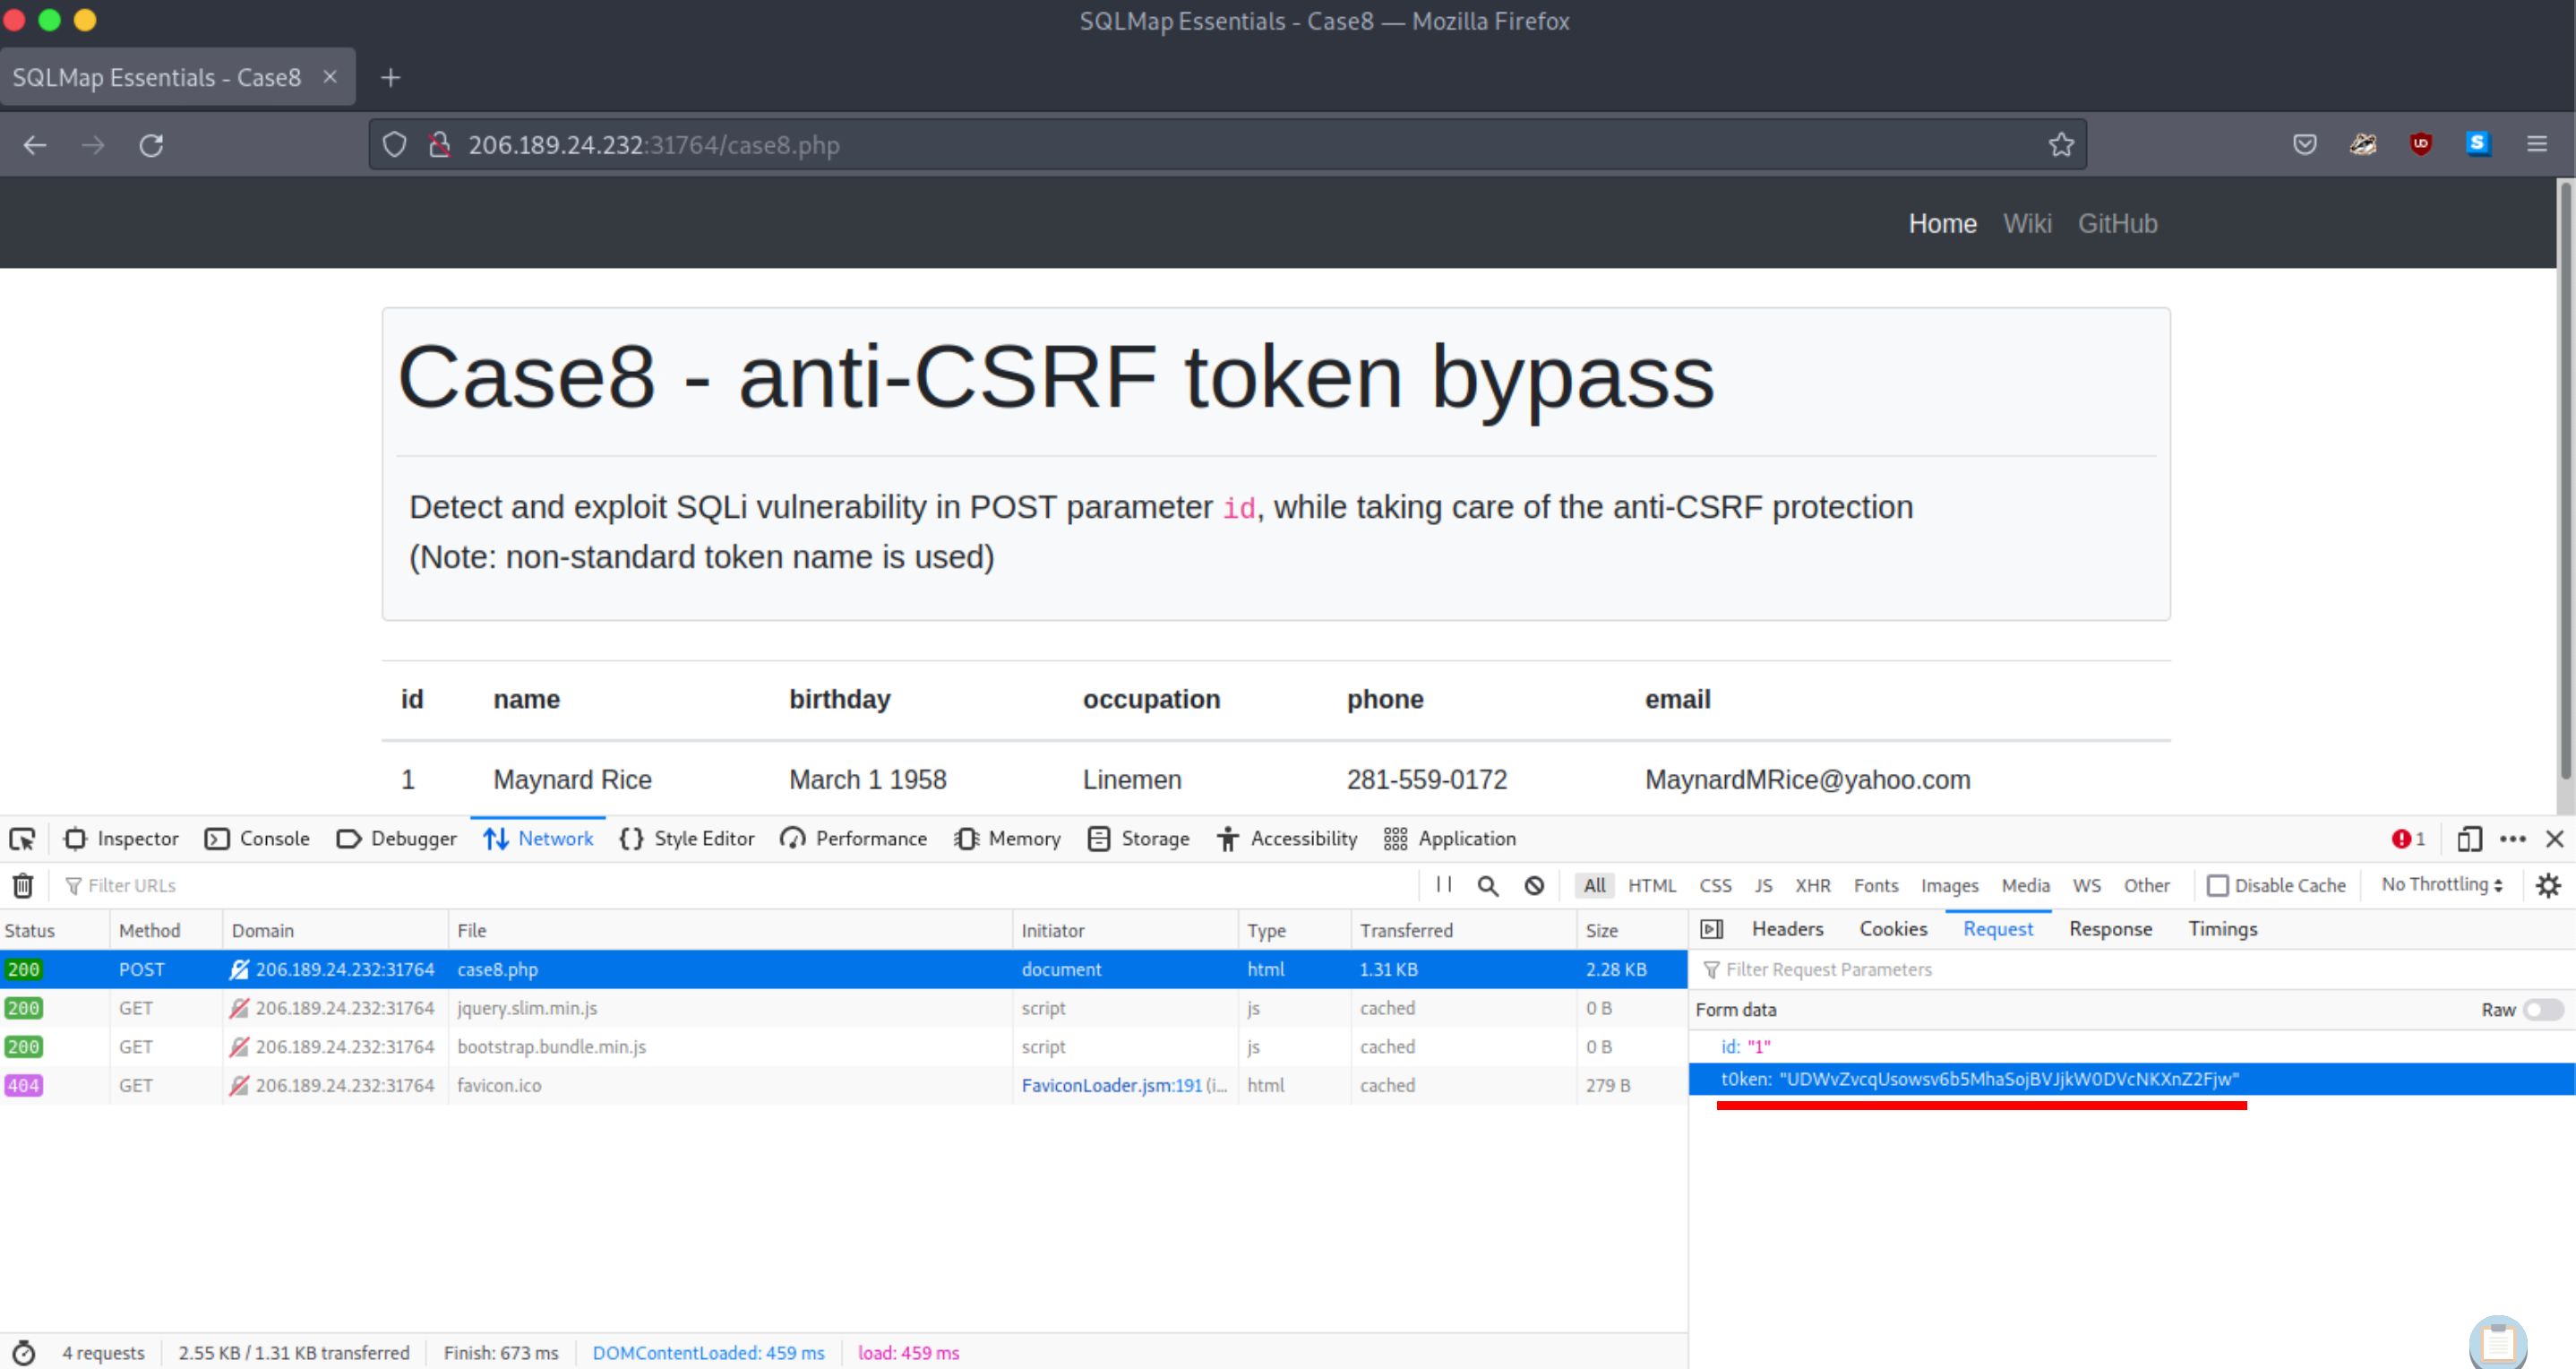 SQLMap Essentials - Case8 — Mozilla Firefox
SQLMap Essentials - Case8 × +
206.189.24.232:31764/case8.php
Home Wiki GitHub
Case8 - anti-CSRF token bypass
Detect and exploit SQLi vulnerability in POST parameter id, while taking care of the anti-CSRF protection
(Note: non-standard token name is used)
id name birthday occupation phone email
1 Maynard Rice March 1 1958 Linemen 281-559-0172 MaynardMRice@yahoo.com
Inspector Console Debugger Network Style Editor Performance Memory Storage Accessibility Application 1
Filter URLs All HTML CSS JS XHR Fonts Images Media WS Other Disable Cache No Throttling
Status Method Domain File Initiator Type Transferred Size Headers Cookies Request Response Timings
200 POST 206.189.24.232:31764 case8.php document html 1.31 KB 2.28 KB Filter Request Parameters
200 GET 206.189.24.232:31764 jquery.slim.min.js script js cached 0 B Form data Raw
200 GET 206.189.24.232:31764 bootstrap.bundle.min.js script js cached 0 B id: "1"
404 GET 206.189.24.232:31764 favicon.ico FaviconLoader.jsm:191 (i... html cached 279 B t0ken: "UDWvZvcqUsowsv6b5MhaSojBVJjkW0DVcNKXnZ2Fjw"
4 requests 2.55 KB / 1.31 KB transferred Finish: 673 ms DOMContentLoaded: 459 ms load: 459 ms